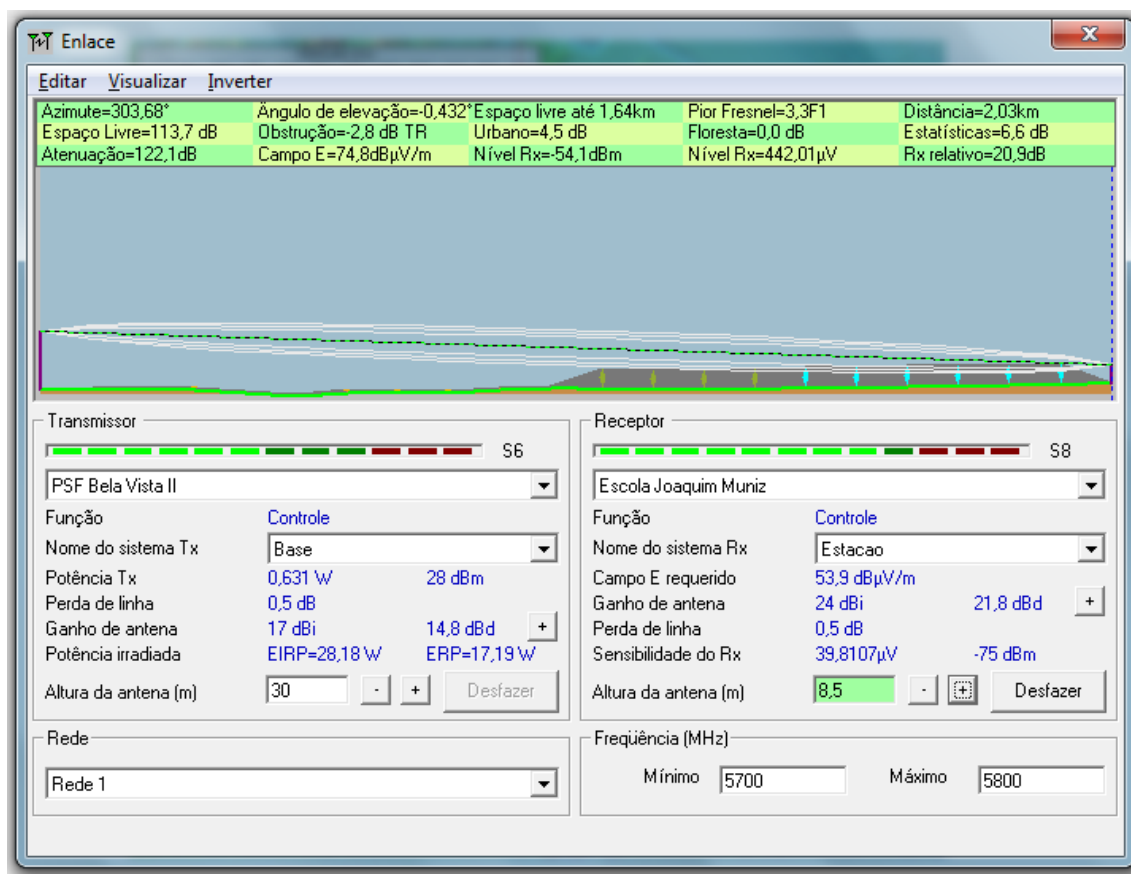 Enlace
Editar Visualizar Inverter
Azimute=303,68° Ângulo de elevação=-0,432° Espaço livre até 1,64km Pior Fresnel=3,3F1 Distância=2,03km
Espaço Livre=113,7 dB Obstrução=-2,8 dB TR Urbano=4,5 dB Floresta=0,0 dB Estatísticas=6,6 dB
Atenuação=122,1dB Campo E=74,8dBµV/m Nível Rx=-54,1dBm Nível Rx=442,01µV Rx relativo=20,9dB
Transmissor
S6
PSF Bela Vista II
Função Controle
Nome do sistema Tx Base
Potência Tx 0,631 W 28 dBm
Perda de linha 0,5 dB
Ganho de antena 17 dBi 14,8 dBd +
Potência irradiada EIRP=28,18 W ERP=17,19 W
Altura da antena (m) 30 - + Desfazer
Rede
Rede 1
Receptor
S8
Escola Joaquim Muniz
Função Controle
Nome do sistema Rx Estacao
Campo E requerido 53,9 dBµV/m
Ganho de antena 24 dBi 21,8 dBd +
Perda de linha 0,5 dB
Sensibilidade do Rx 39,8107µV -75 dBm
Altura da antena (m) 8,5 - + Desfazer
Freqüência (MHz)
Mínimo 5700 Máximo 5800